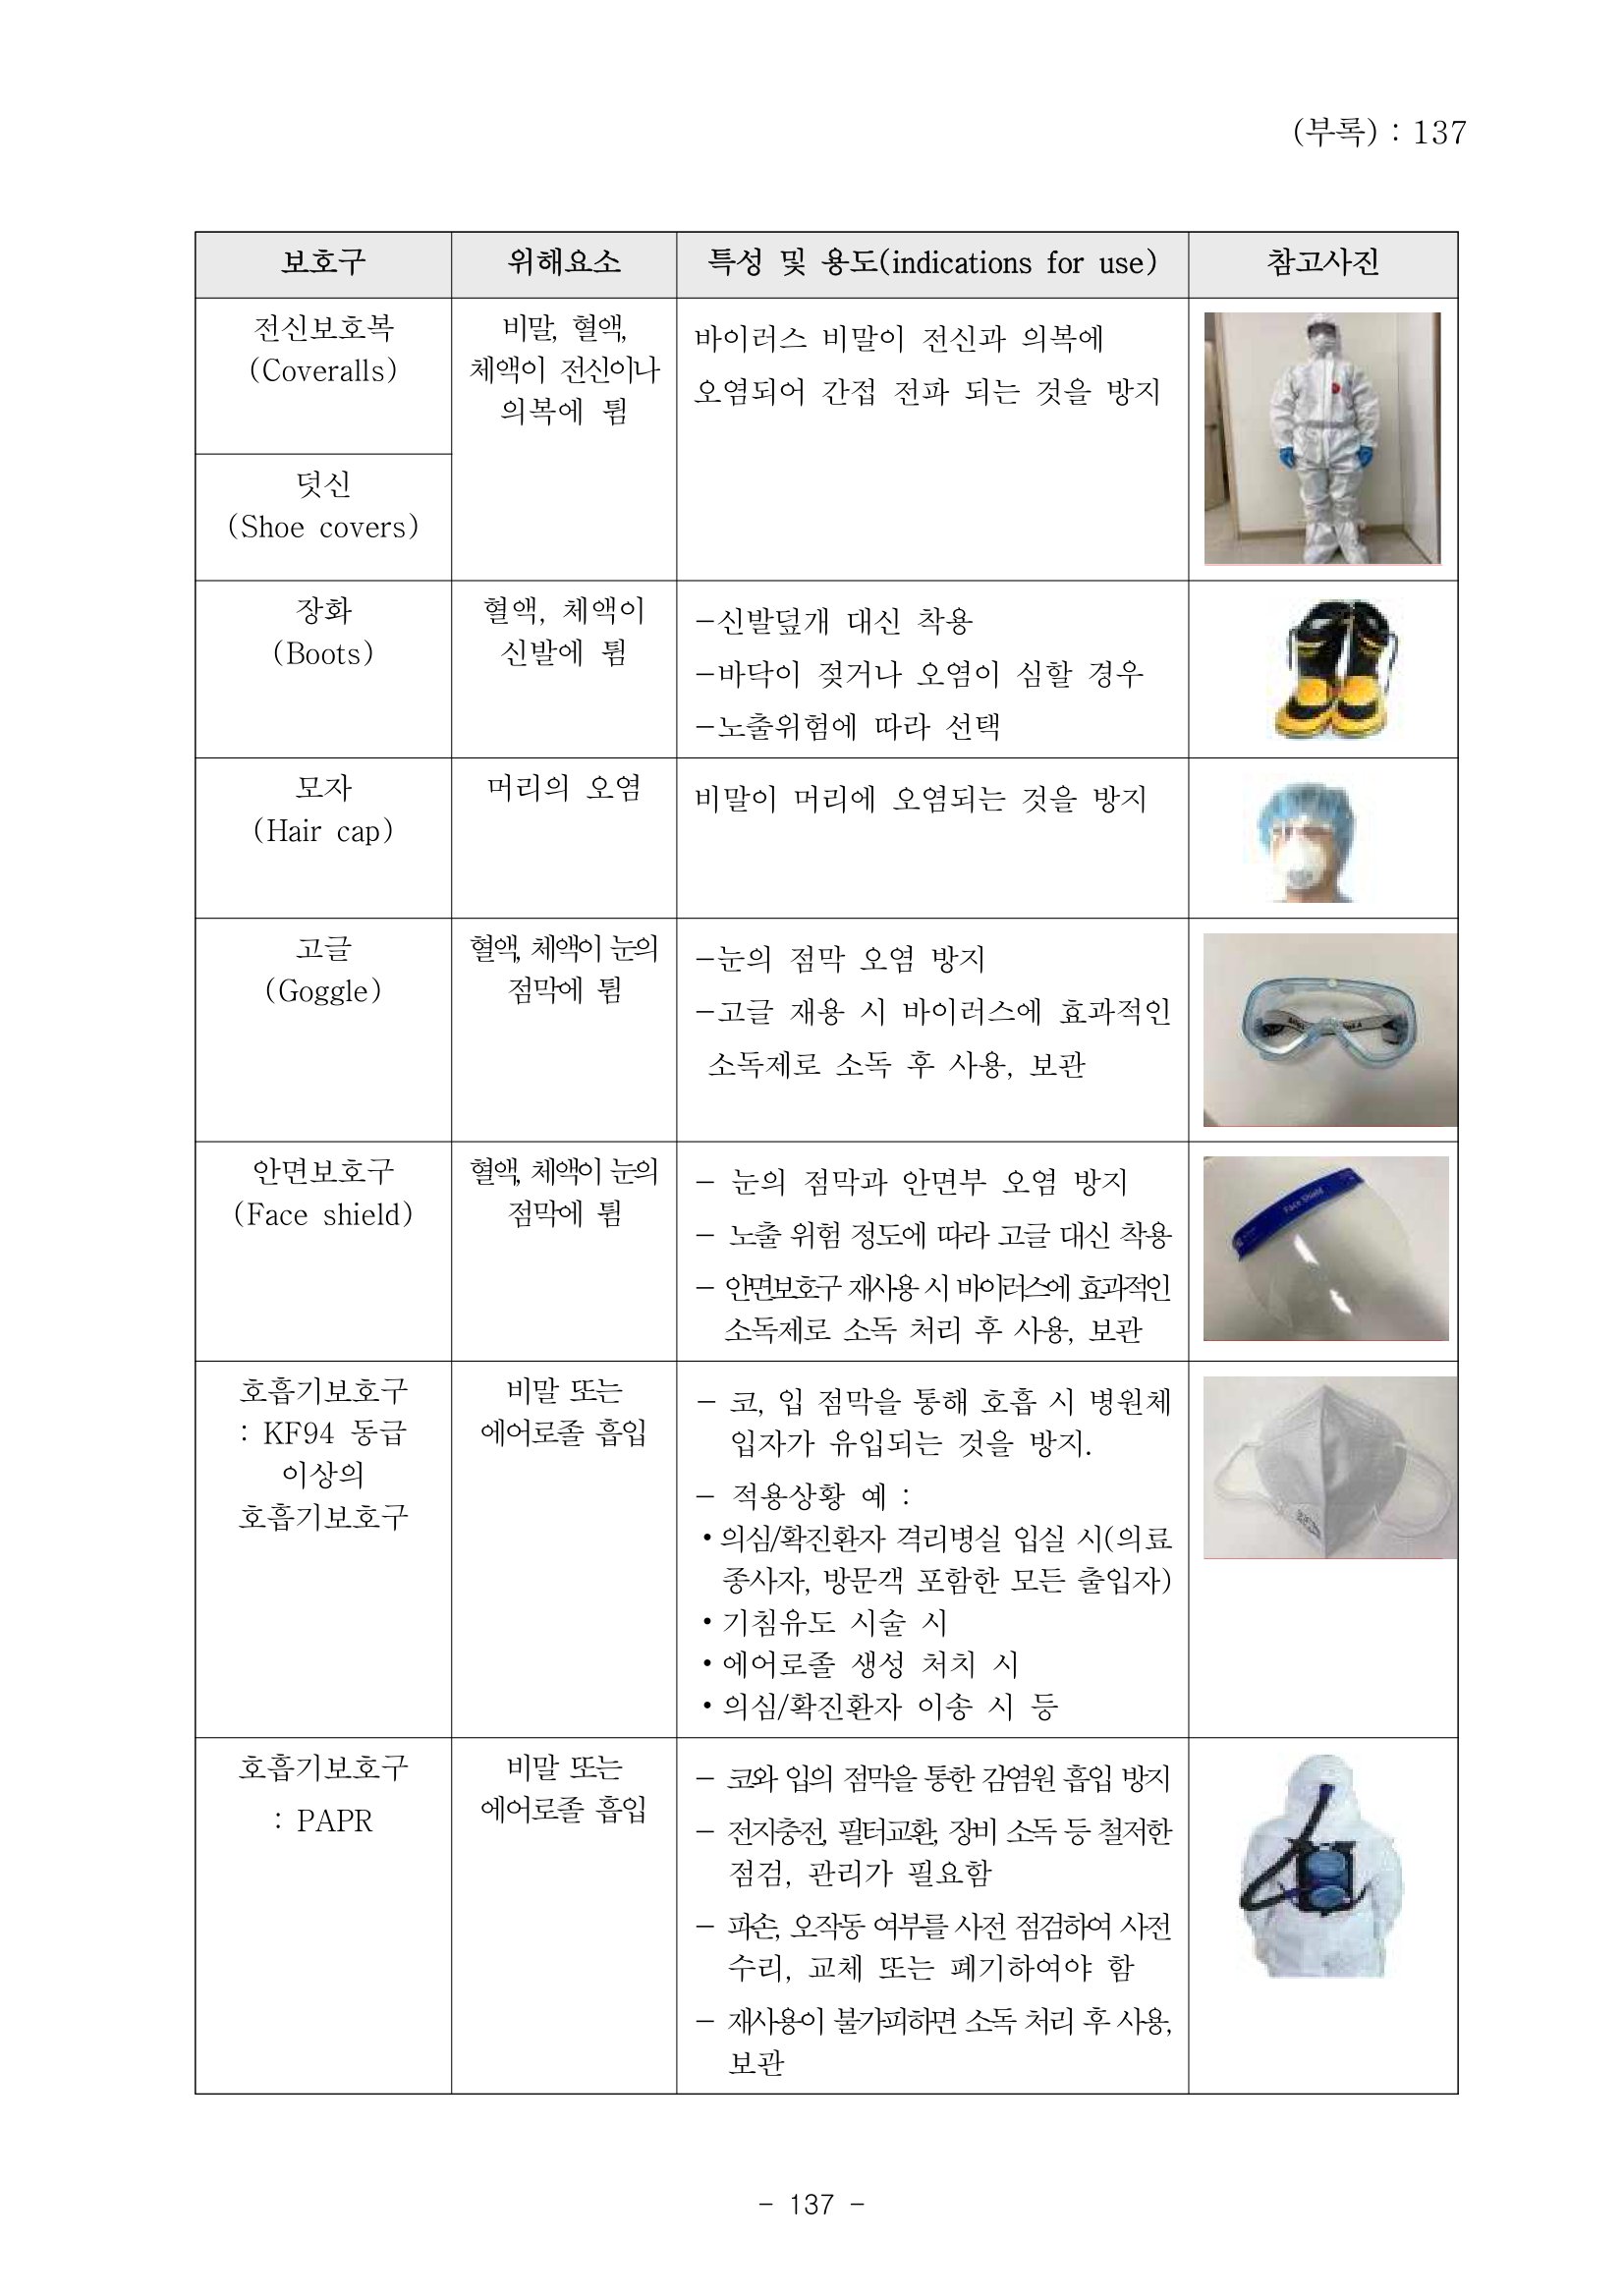 (부록) : 137
보호구 위해요소 특성 및 용도(indications for use) 참고사진
전신보호복
(Coveralls)
비말, 혈액,
체액이 전신이나
의복에 튐
바이러스 비말이 전신과 의복에
오염되어 간접 전파 되는 것을 방지
덧신
(Shoe covers)
장화
(Boots)
혈액, 체액이
신발에 튐
-신발덮개 대신 착용
-바닥이 젖거나 오염이 심할 경우
-노출위험에 따라 선택
모자
(Hair cap)
머리의 오염
비말이 머리에 오염되는 것을 방지
고글
(Goggle)
혈액, 체액이 눈의
점막에 튐
-눈의 점막 오염 방지
-고글 재용 시 바이러스에 효과적인
소독제로 소독 후 사용, 보관
안면보호구
(Face shield)
혈액, 체액이 눈의
점막에 튐
- 눈의 점막과 안면부 오염 방지
- 노출 위험 정도에 따라 고글 대신 착용
- 안면보호구 재사용 시 바이러스에 효과적인
소독제로 소독 처리 후 사용, 보관
Face Shield
호흡기보호구
: KF94 동급
이상의
호흡기보호구
비말 또는
에어로졸 흡입
- 코, 입 점막을 통해 호흡 시 병원체
입자가 유입되는 것을 방지.
- 적용상황 예 :
• 의심/확진환자 격리병실 입실 시(의료
종사자, 방문객 포함한 모든 출입자)
• 기침유도 시술 시
• 에어로졸 생성 처치 시
• 의심/확진환자 이송 시 등
호흡기보호구
: PAPR
비말 또는
에어로졸 흡입
- 코와 입의 점막을 통한 감염원 흡입 방지
- 전지충전, 필터교환, 장비 소독 등 철저한
점검, 관리가 필요함
- 파손, 오작동 여부를 사전 점검하여 사전
수리, 교체 또는 폐기하여야 함
- 재사용이 불가피하면 소독 처리 후 사용,
보관
- 137 -